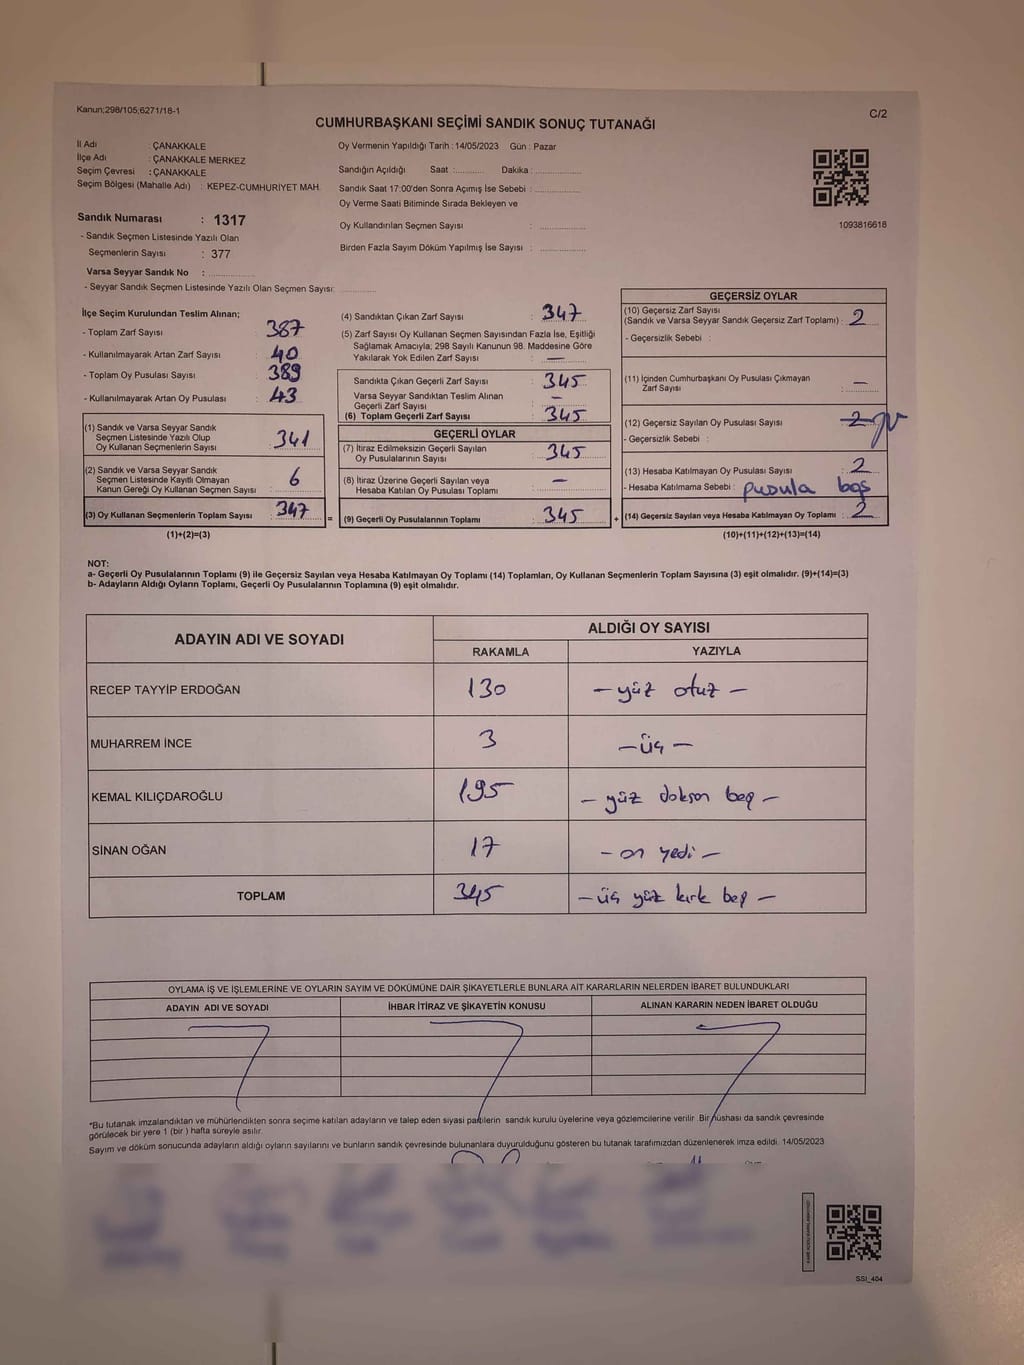 Kanun;298/105;6271/18-1
C/2
CUMHURBAŞKANI SEÇİMİ SANDIK SONUÇ TUTANAĞI
İl Adı : ÇANAKKALE
İlçe Adı : ÇANAKKALE MERKEZ
Seçim Çevresi : ÇANAKKALE
Seçim Bölgesi (Mahalle Adı) : KEPEZ-CUMHURİYET MAH.
Sandık Numarası : 1317
- Sandık Seçmen Listesinde Yazılı Olan
Seçmenlerin Sayısı : 377
Varsa Seyyar Sandık No : ...............
- Seyyar Sandık Seçmen Listesinde Yazılı Olan Seçmen Sayısı: ............
Oy Vermenin Yapıldığı Tarih : 14/05/2023 Gün : Pazar
Sandığın Açıldığı Saat :.......... Dakika :................
Sandık Saat 17:00'den Sonra Açımış İse Sebebi : ................
Oy Verme Saati Bitiminde Sırada Bekleyen ve
Oy Kullandırılan Seçmen Sayısı : ................
Birden Fazla Sayım Döküm Yapılmış İse Sayısı : ................
1093816618
İlçe Seçim Kurulundan Teslim Alınan;
- Toplam Zarf Sayısı : 387
- Kullanılmayarak Artan Zarf Sayısı : 40
- Toplam Oy Pusulası Sayısı : 389
- Kullanılmayarak Artan Oy Pusulası : 43
(1) Sandık ve Varsa Seyyar Sandık
Seçmen Listesinde Yazılı Olup
Oy Kullanan Seçmenlerin Sayısı : 341
(2) Sandık ve Varsa Seyyar Sandık
Seçmen Listesinde Kayıtlı Olmayan
Kanun Gereği Oy Kullanan Seçmen Sayısı : 6
(3) Oy Kullanan Seçmenlerin Toplam Sayısı : 347
(1)+(2)=(3)
(4) Sandıktan Çıkan Zarf Sayısı : 347
(5) Zarf Sayısı Oy Kullanan Seçmen Sayısından Fazla İse, Eşitliği
Sağlamak Amacıyla; 298 Sayılı Kanunun 98. Maddesine Göre
Yakılarak Yok Edilen Zarf Sayısı : —
Sandıkta Çıkan Geçerli Zarf Sayısı : 345
Varsa Seyyar Sandıktan Teslim Alınan
Geçerli Zarf Sayısı : —
(6) Toplam Geçerli Zarf Sayısı : 345
GEÇERLİ OYLAR
(7) İtiraz Edilmeksizin Geçerli Sayılan
Oy Pusulalarının Sayısı : 345
(8) İtiraz Üzerine Geçerli Sayılan veya
Hesaba Katılan Oy Pusulası Toplamı : —
= (9) Geçerli Oy Pusulalarının Toplamı : 345
GEÇERSİZ OYLAR
(10) Geçersiz Zarf Sayısı
(Sandık ve Varsa Seyyar Sandık Geçersiz Zarf Toplamı) : 2
- Geçersizlik Sebebi :
(11) İçinden Cumhurbaşkanı Oy Pusulası Çıkmayan
Zarf Sayısı : —
(12) Geçersiz Sayılan Oy Pusulası Sayısı : 2
- Geçersizlik Sebebi :
(13) Hesaba Katılmayan Oy Pusulası Sayısı : 2
- Hesaba Katılmama Sebebi : pusula boş
+ (14) Geçersiz Sayılan veya Hesaba Katılmayan Oy Toplamı : 2
(10)+(11)+(12)+(13)=(14)
NOT:
a- Geçerli Oy Pusulalarının Toplamı (9) ile Geçersiz Sayılan veya Hesaba Katılmayan Oy Toplamı (14) Toplamları, Oy Kullanan Seçmenlerin Toplam Sayısına (3) eşit olmalıdır. (9)+(14)=(3)
b- Adayların Aldığı Oyların Toplamı, Geçerli Oy Pusulalarının Toplamına (9) eşit olmalıdır.
ADAYIN ADI VE SOYADI ALDIĞI OY SAYISI
RAKAMLA YAZIYLA
RECEP TAYYİP ERDOĞAN 130 – yüz otuz –
MUHARREM İNCE 3 – üç –
KEMAL KILIÇDAROĞLU 195 – yüz doksan beş –
SİNAN OĞAN 17 – on yedi –
TOPLAM 345 – üç yüz kırk beş –
OYLAMA İŞ VE İŞLEMLERİNE VE OYLARIN SAYIM VE DÖKÜMÜNE DAİR ŞİKAYETLERLE BUNLARA AİT KARARLARIN NELERDEN İBARET BULUNDUKLARI
ADAYIN ADI VE SOYADI İHBAR İTİRAZ VE ŞİKAYETİN KONUSU ALINAN KARARIN NEDEN İBARET OLDUĞU
*Bu tutanak imzalandıktan ve mühürlendikten sonra seçime katılan adayların ve talep eden siyasi partilerin sandık kurulu üyelerine veya gözlemcilerine verilir. Bir nüshası da sandık çevresinde
görülecek bir yere 1 (bir ) hafta süreyle asılır.
Sayım ve döküm sonucunda adayların aldığı oyların sayılarını ve bunların sandık çevresinde bulunanlara duyurulduğunu gösteren bu tutanak tarafımızdan düzenlenerek imza edildi. 14/05/2023
SSI_404